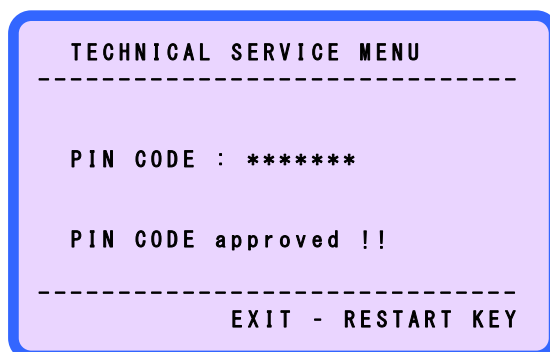 TECHNICAL SERVICE MENU
------------------------------
PIN CODE : *******
PIN CODE approved !!
------------------------------
EXIT - RESTART KEY